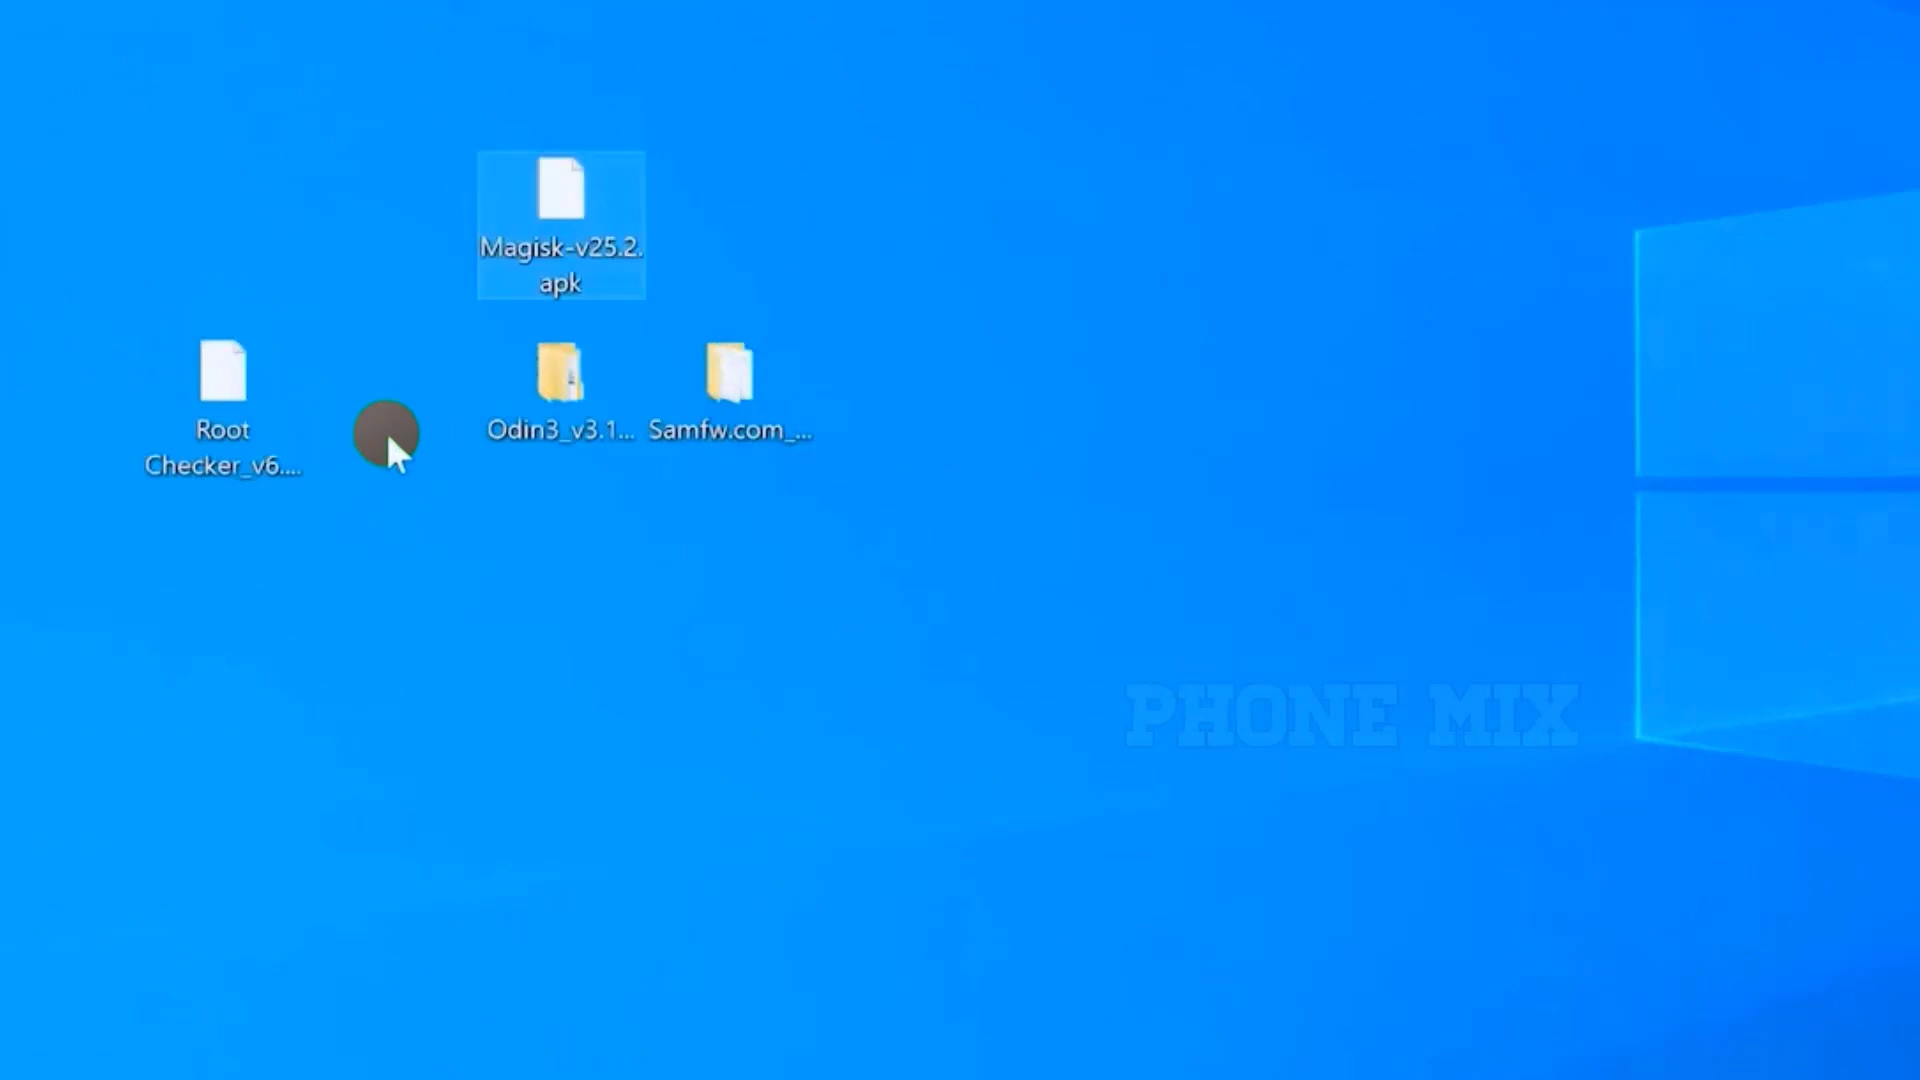 Magisk-v25.2.
apk
Root
Checker_v6....
Odin3_v3.1...
Samfw.com_...
PHONE MIX